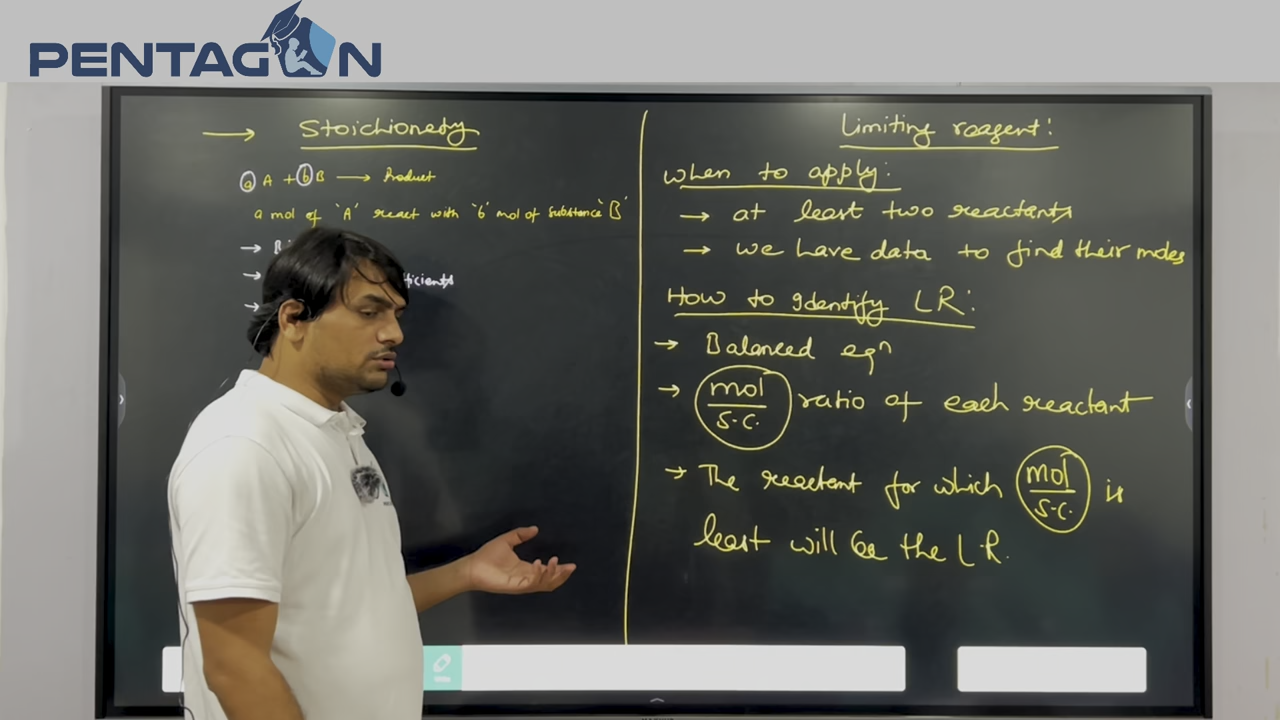 PENTAGON
→ Stoichiometry
a A + b B → Product
a mol of 'A' react with 'b' mol of substance 'B'
→
→ ficients
→
Limiting reagent:
When to apply:
→ at least two reactants
→ we have data to find their moles
How to Identify LR:
→ Balanced eqn
→ mol/S.C. ratio of each reactant
→ The reactant for which mol/S.C. is
least will be the L.R.